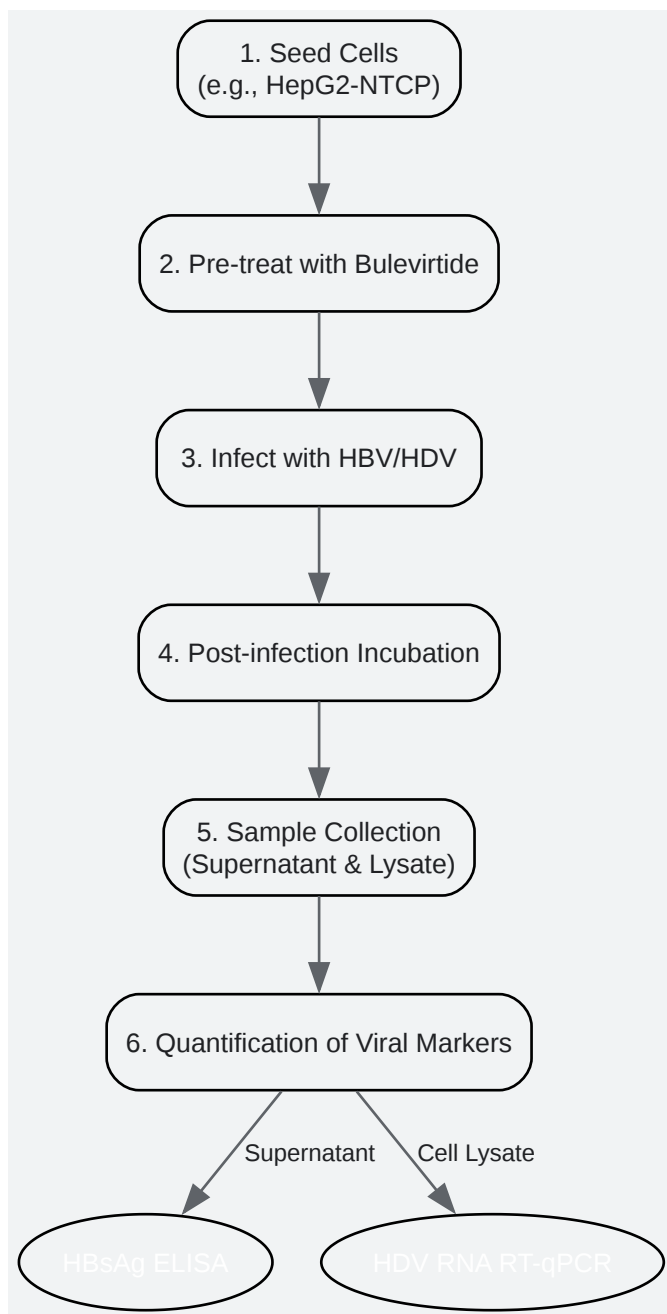 1. Seed Cells
(e.g., HepG2-NTCP)
2. Pre-treat with Bulevirtide
3. Infect with HBV/HDV
4. Post-infection Incubation
5. Sample Collection
(Supernatant & Lysate)
6. Quantification of Viral Markers
Supernatant
Cell Lysate
HBsAg ELISA
HDV RNA RT-qPCR